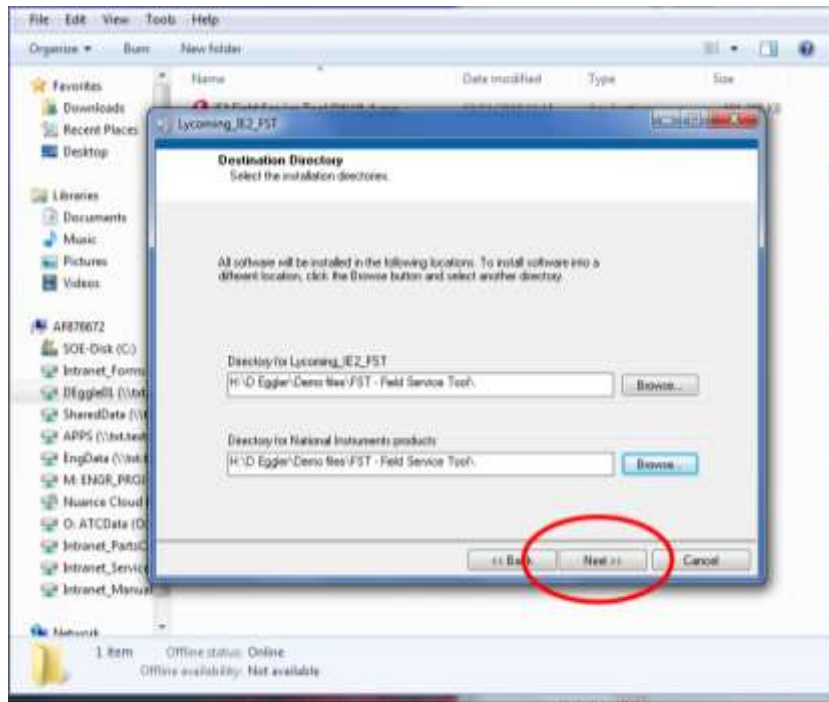 File Edit View Tools Help
Organize Burn New folder
Name Date modified Type Size
Favorites
Downloads
Recent Places
Desktop
Libraries
Documents
Music
Pictures
Videos
AF878672
SOE-Disk (C:)
Intranet_Forms
SharedData
APPS
EngData
Nuance Cloud
O: ATCData
Intranet_PartsC
Intranet_Service
Intranet_Manual
Network
Lycoming_IE2_FST
Destination Directory
Select the installation directories.
All software will be installed in the following locations. To install software into a
different location, click the Browse button and select another directory.
Directory for Lycoming_IE2_FST
H:\D Eggler\Demo files\FST - Field Service Tool\
Browse...
Directory for National Instruments products
H:\D Eggler\Demo files\FST - Field Service Tool\
Browse...
<< Back Next >> Cancel
1 item Offline status: Online
Offline availability: Not available